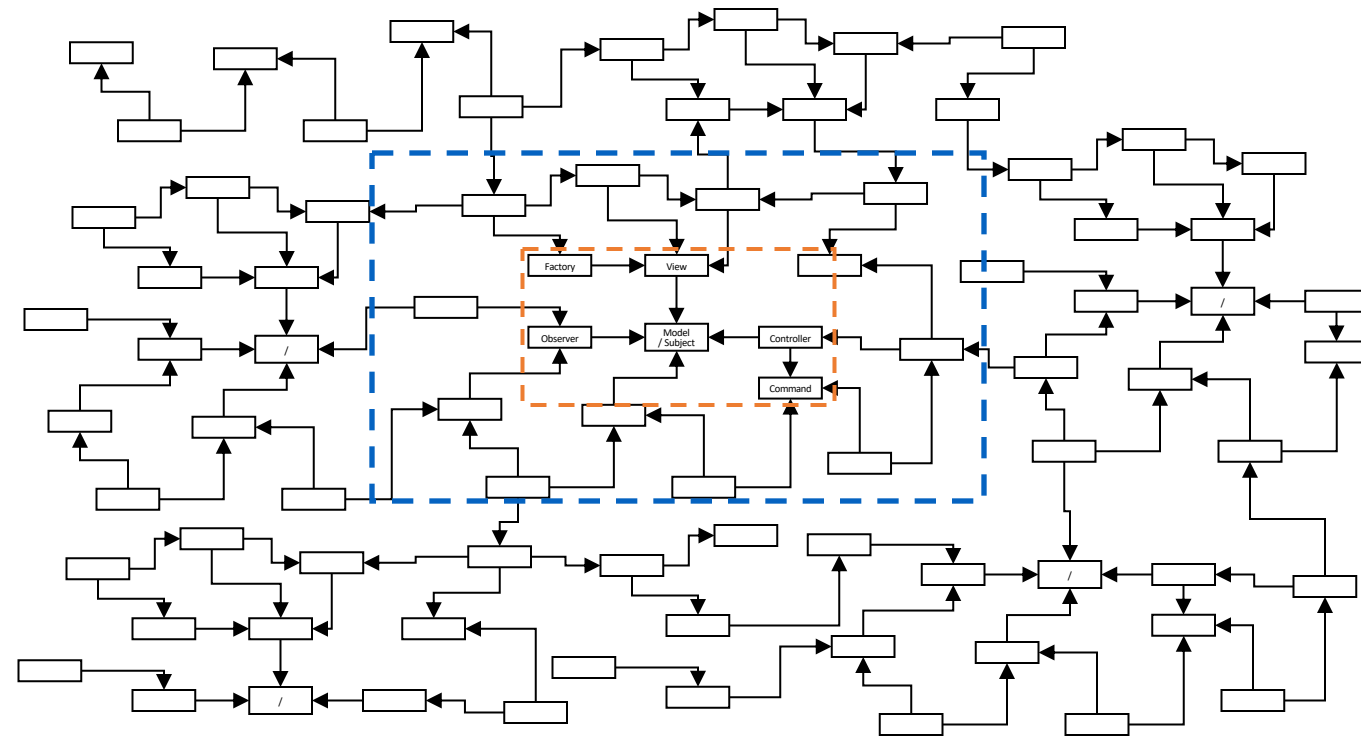 Factory
View
/
/
Observer
Model
/ Subject
Controller
Command
/
/